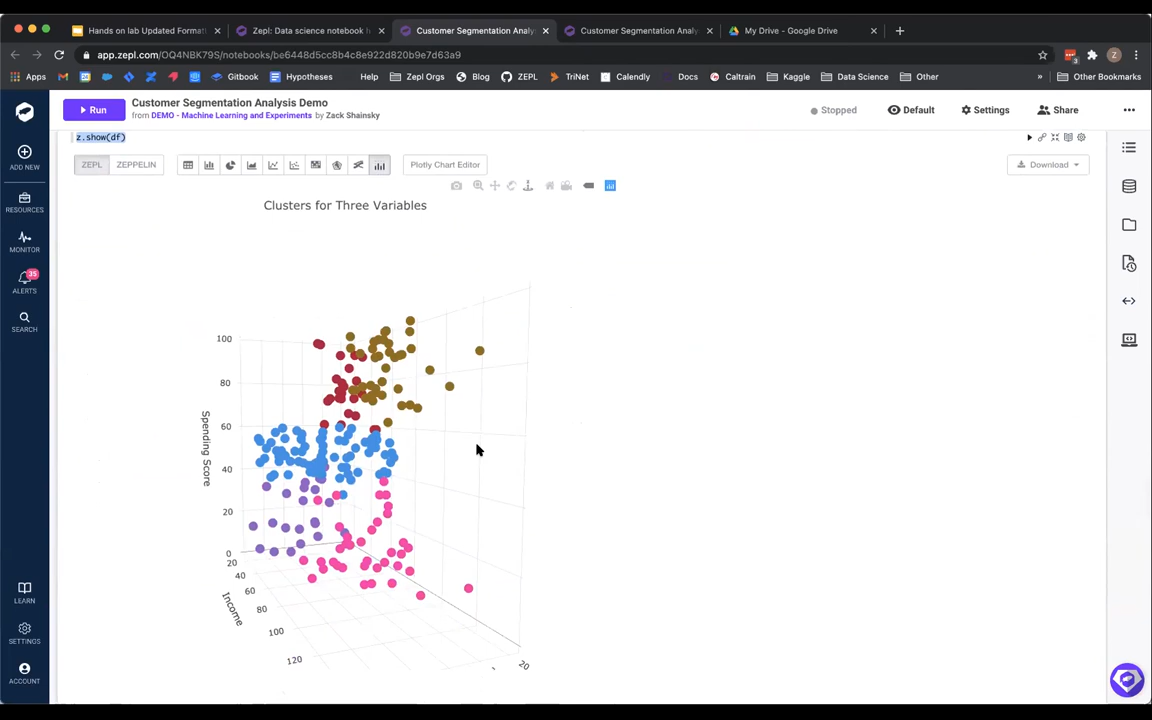 Hands on lab Updated Formati
Zepl: Data science notebook i
Customer Segmentation Analys
Customer Segmentation Analys
My Drive - Google Drive
app.zepl.com/OQ4NBK79S/notebooks/be6448d5cc8b4c8e922d820b9e7d63a9
3
Z
Apps
Gitbook
Hypotheses
Help
Zepl Orgs
Blog
ZEPL
TriNet
Calendly
Docs
Caltrain
Kaggle
Data Science
Other
»
Other Bookmarks
Run
Customer Segmentation Analysis Demo
from DEMO - Machine Learning and Experiments by Zack Shainsky
Stopped
Default
Settings
Share
z.show(df)
ZEPL
ZEPPELIN
Plotly Chart Editor
Download
ADD NEW
RESOURCES
MONITOR
35
ALERTS
SEARCH
LEARN
SETTINGS
ACCOUNT
Clusters for Three Variables
100
80
60
40
20
0
Spending Score
20
40
60
80
100
120
Income
20